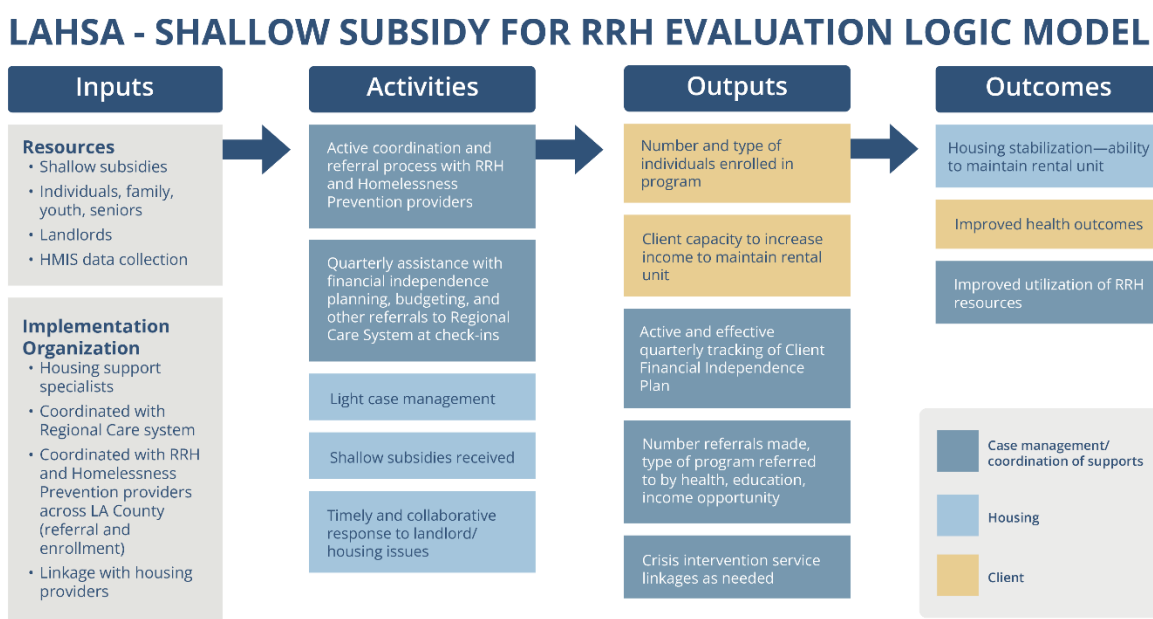 LAHSA - SHALLOW SUBSIDY FOR RRH EVALUATION LOGIC MODEL
Inputs
Resources
• Shallow subsidies
• Individuals, family,
youth, seniors
• Landlords
• HMIS data collection
Implementation
Organization
• Housing support
specialists
• Coordinated with
Regional Care system
• Coordinated with RRH
and Homelessness
Prevention providers
across LA County
(referral and
enrollment)
• Linkage with housing
providers
Activities
Active coordination and
referral process with RRH
and Homelessness
Prevention providers
Quarterly assistance with
financial independence
planning, budgeting, and
other referrals to Regional
Care System at check-ins
Light case management
Shallow subsidies received
Timely and collaborative
response to landlord/
housing issues
Outputs
Number and type of
individuals enrolled in
program
Client capacity to increase
income to maintain rental
unit
Active and effective
quarterly tracking of Client
Financial Independence
Plan
Number referrals made,
type of program referred
to by health, education,
income opportunity
Crisis intervention service
linkages as needed
Outcomes
Housing stabilization—ability
to maintain rental unit
Improved health outcomes
Improved utilization of RRH
resources
Case management/
coordination of supports
Housing
Client